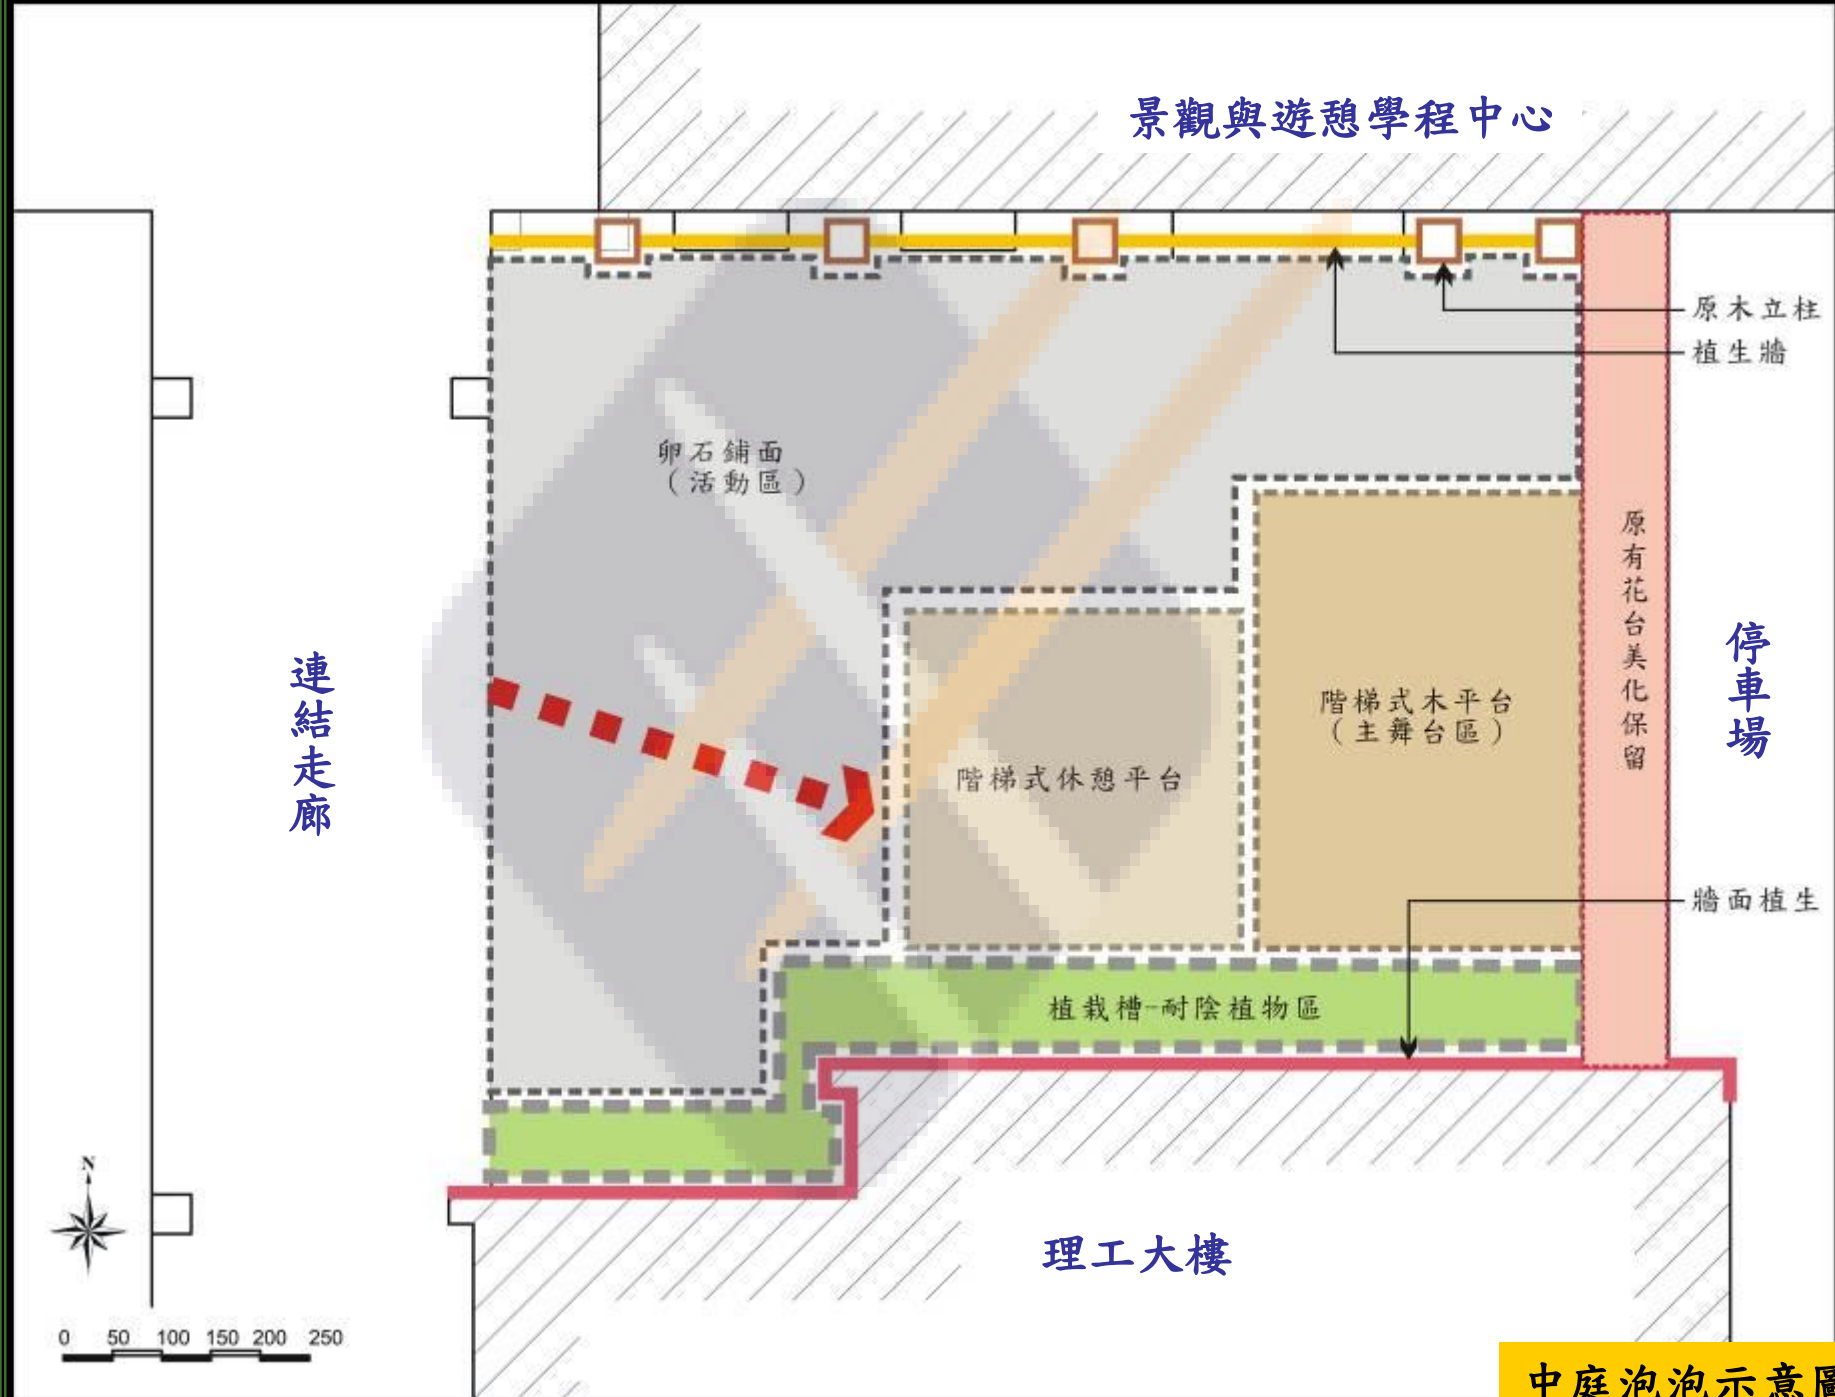 景觀與遊憩學程中心
原木立柱
植生牆
卵石鋪面
（活動區）
原有花台美化保留
停車場
連結走廊
階梯式木平台
（主舞台區）
階梯式休憩平台
牆面植生
植栽槽-耐陰植物區
N
理工大樓
0 50 100 150 200 250
中庭泡泡示意圖